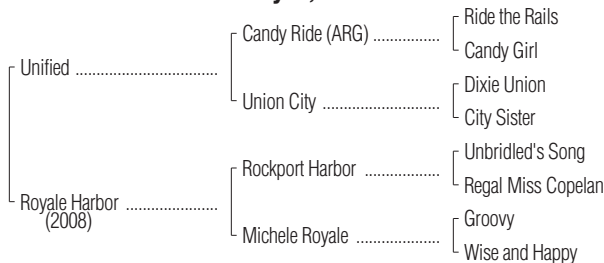 Ride the Rails
Candy Ride (ARG) ................
Candy Girl
Unified ..................................
Dixie Union
Union City ............................
City Sister
Unbridled's Song
Rockport Harbor ..................
Regal Miss Copelan
Royale Harbor ......................
(2008)
Groovy
Michele Royale ....................
Wise and Happy